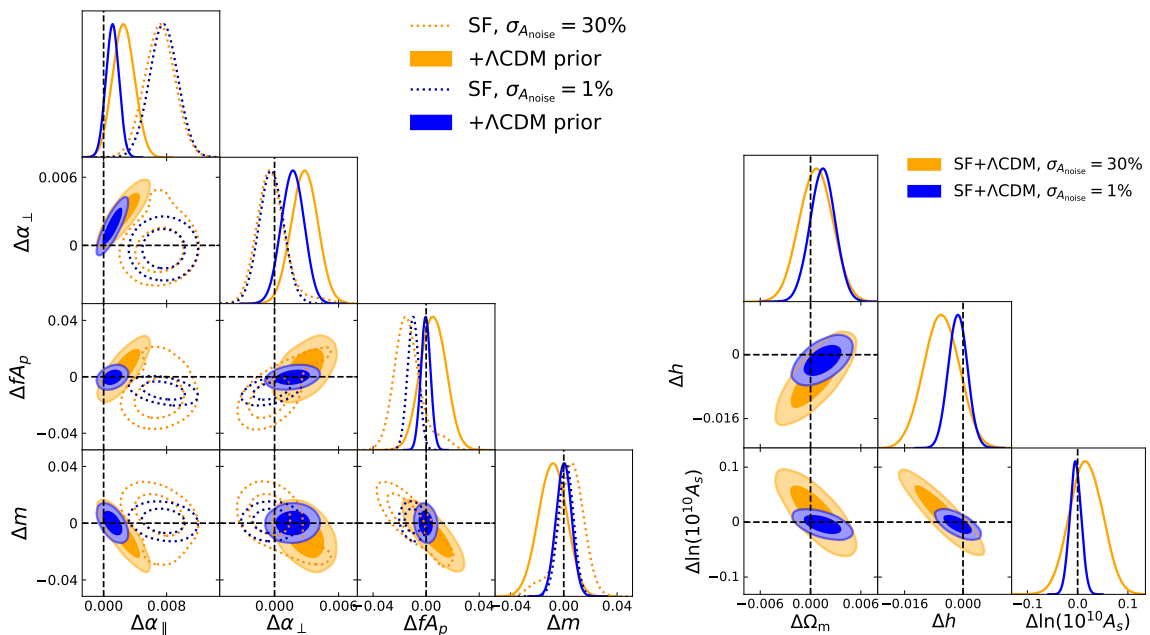 SF, σ_{A_noise} = 30%
+ΛCDM prior
SF, σ_{A_noise} = 1%
+ΛCDM prior
0.006
0
Δα_⊥
0.04
0.00
−0.04
ΔfA_p
0.04
0.00
−0.04
Δm
0.000 0.008
0.000 0.006
−0.04 0.00 0.04
0.00 0.04
Δα_∥ Δα_⊥ ΔfA_p Δm
SF+ΛCDM, σ_{A_noise} = 30%
SF+ΛCDM, σ_{A_noise} = 1%
0
−0.016
Δh
0.1
0
−0.1
Δln(10^{10}A_s)
−0.006 0.000 0.006
−0.016 0.000
−0.1 0.0 0.1
ΔΩ_m Δh Δln(10^{10}A_s)